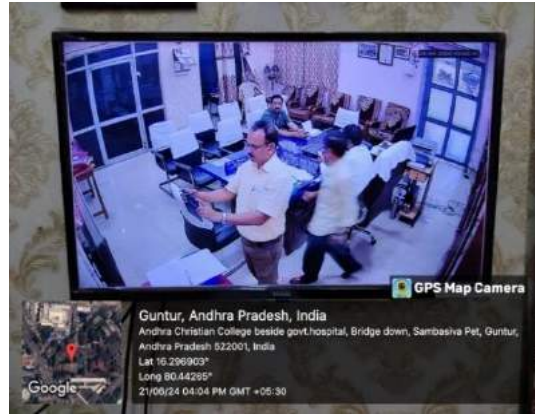 GPS Map Camera
Guntur, Andhra Pradesh, India
Andhra Christian College beside govt.hospital, Bridge down, Sambasiva Pet, Guntur,
Andhra Pradesh 522001, India
Lat 16.296903°
Long 80.44265°
21/06/24 04:04 PM GMT +05:30
Google